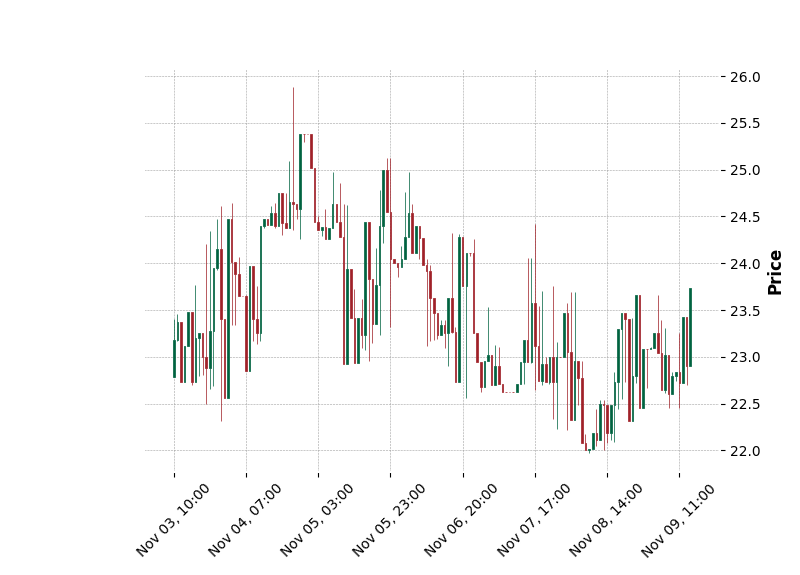 26.0
25.5
25.0
24.5
24.0
23.5
23.0
22.5
22.0
Price
Nov 03, 10:00
Nov 04, 07:00
Nov 05, 03:00
Nov 05, 23:00
Nov 06, 20:00
Nov 07, 17:00
Nov 08, 14:00
Nov 09, 11:00